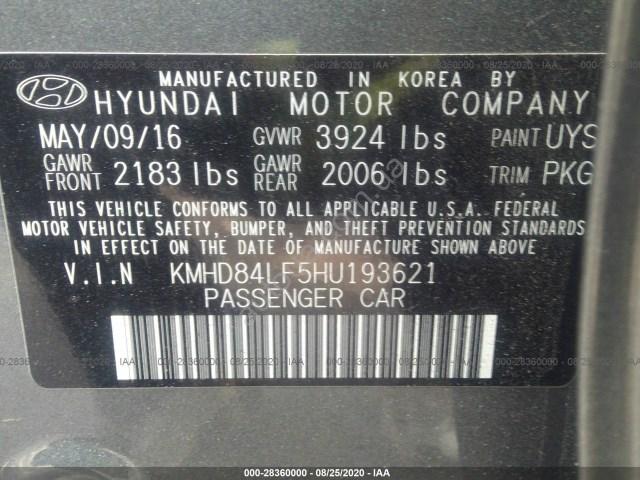 MANUFACTURED IN KOREA BY
HYUNDAI MOTOR COMPANY
MAY/09/16 GVWR 3924 lbs PAINT UYS
GAWR FRONT 2183 lbs GAWR REAR 2006 lbs TRIM PKG
THIS VEHICLE CONFORMS TO ALL APPLICABLE U.S.A. FEDERAL
MOTOR VEHICLE SAFETY, BUMPER, AND THEFT PREVENTION STANDARDS
IN EFFECT ON THE DATE OF MANUFACTURE SHOWN ABOVE
V.I.N KMHD84LF5HU193621
PASSENGER CAR
000-28360000 - 08/25/2020 - IAA